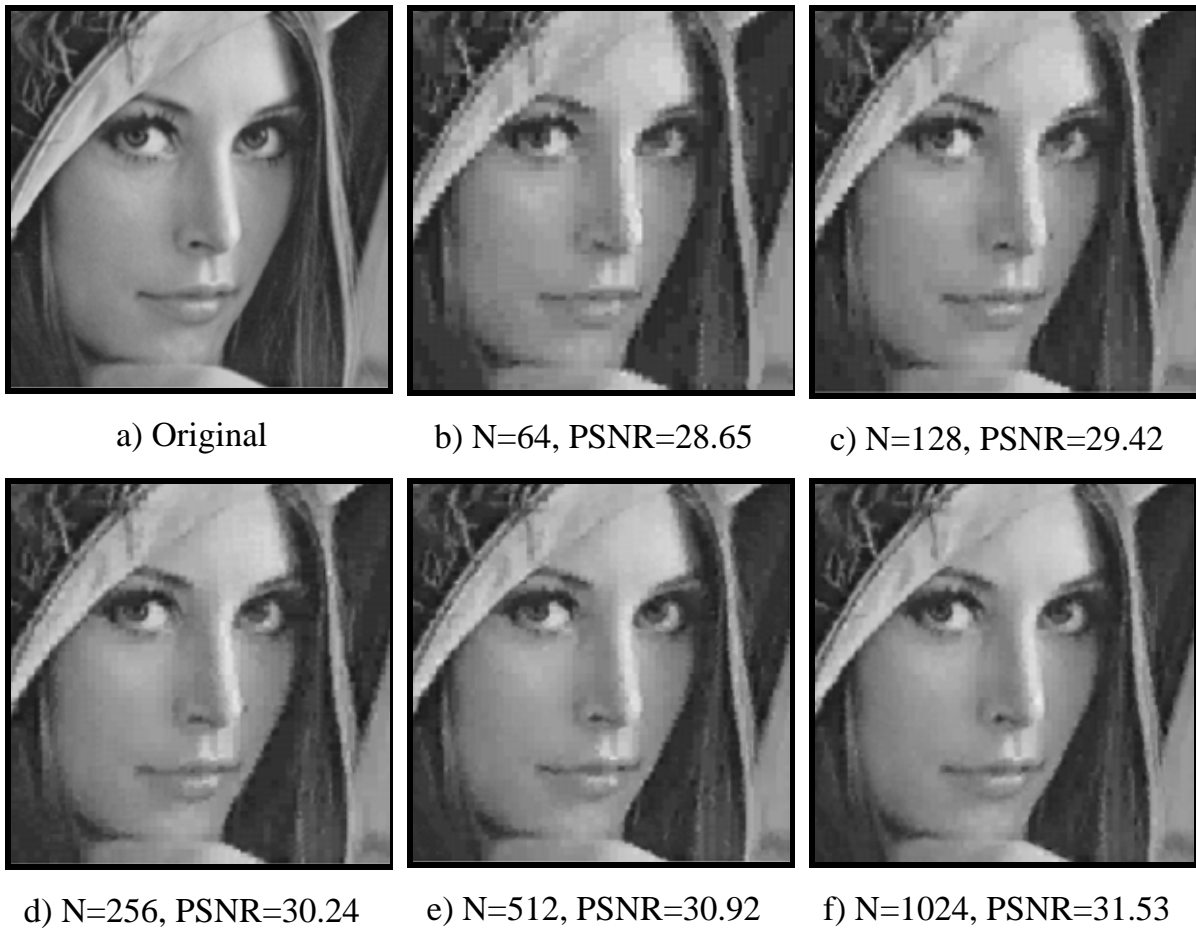 a) Original
b) N=64, PSNR=28.65
c) N=128, PSNR=29.42
d) N=256, PSNR=30.24
e) N=512, PSNR=30.92
f) N=1024, PSNR=31.53